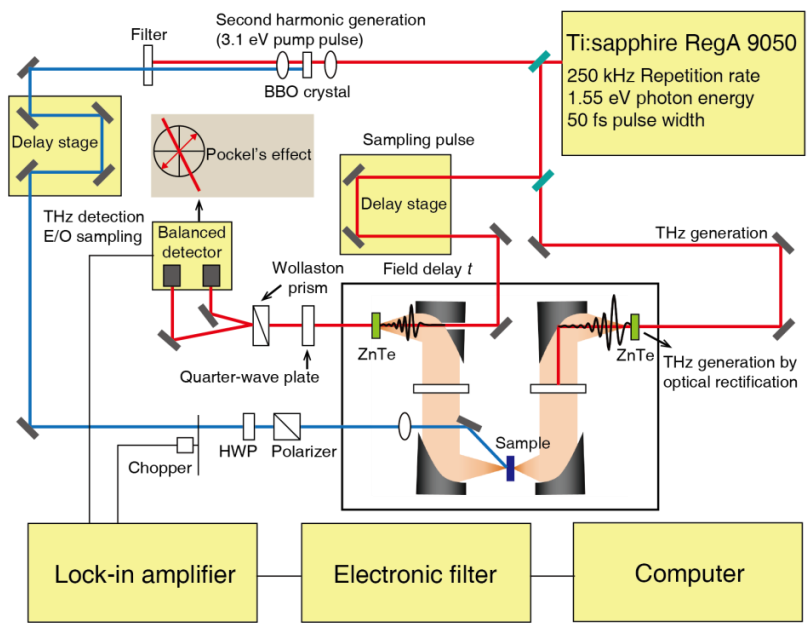 Second harmonic generation
(3.1 eV pump pulse)
Filter
BBO crystal
Ti:sapphire RegA 9050
250 kHz Repetition rate
1.55 eV photon energy
50 fs pulse width
Delay stage
Pockel's effect
Sampling pulse
Delay stage
THz detection
E/O sampling
Balanced
detector
Wollaston
prism
Field delay t
THz generation
ZnTe
ZnTe
Quarter-wave plate
THz generation by
optical rectification
Chopper
HWP
Polarizer
Sample
Lock-in amplifier
Electronic filter
Computer